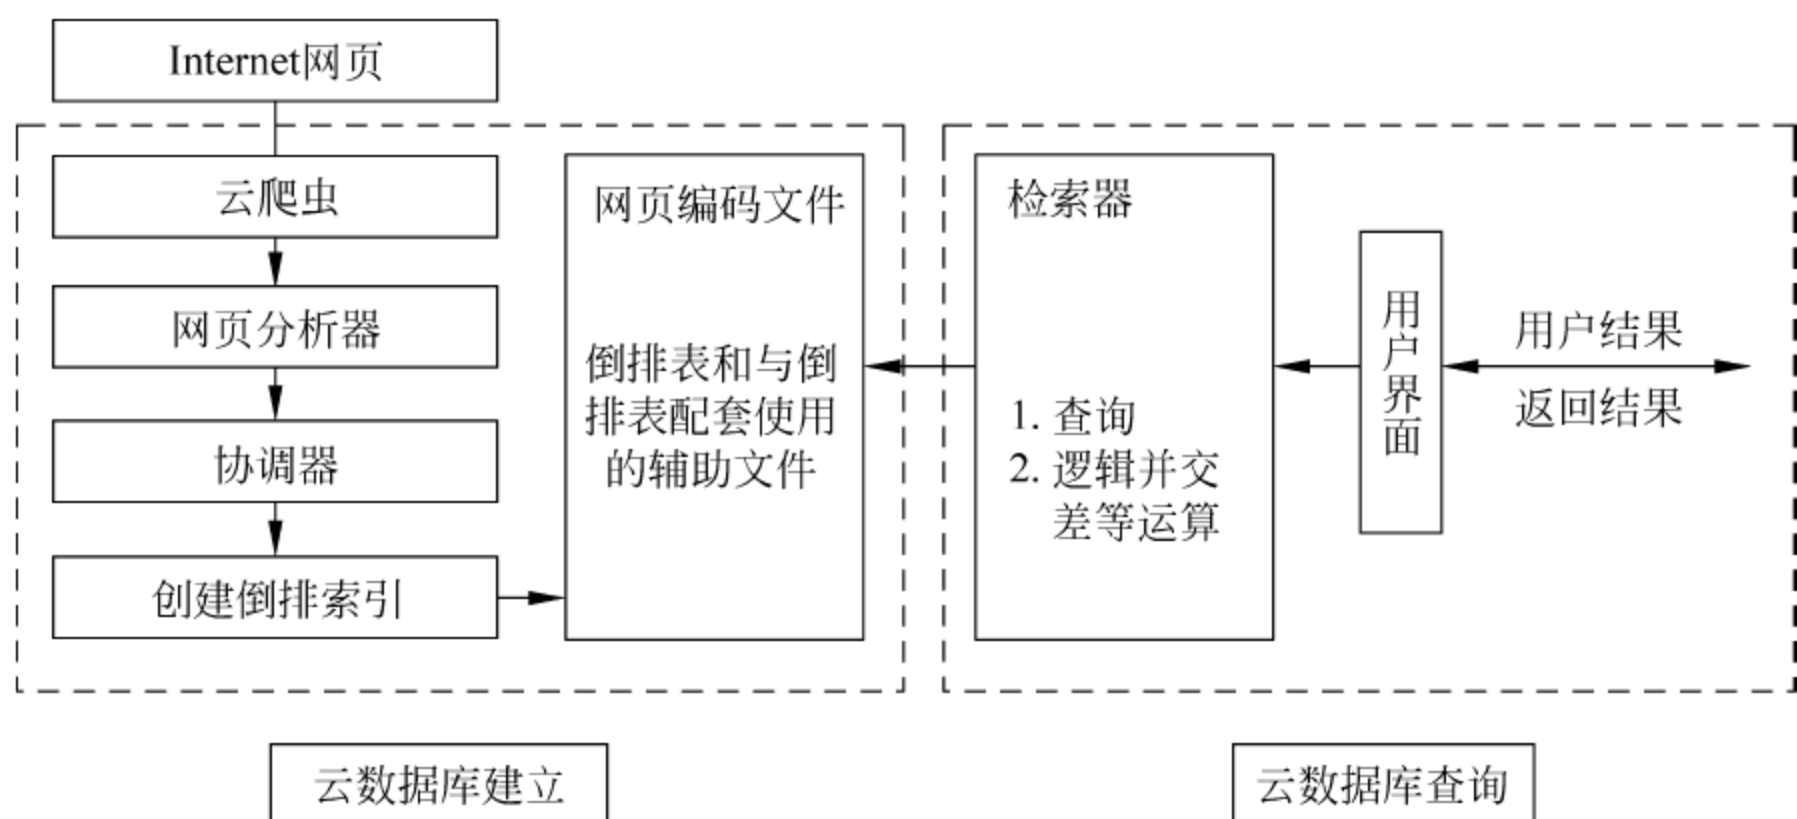 Internet网页
云爬虫
网页分析器
协调器
创建倒排索引
网页编码文件
倒排表和与倒
排表配套使用
的辅助文件
云数据库建立
检索器
1. 查询
2. 逻辑并交
差等运算
用户界面
用户结果
返回结果
云数据库查询